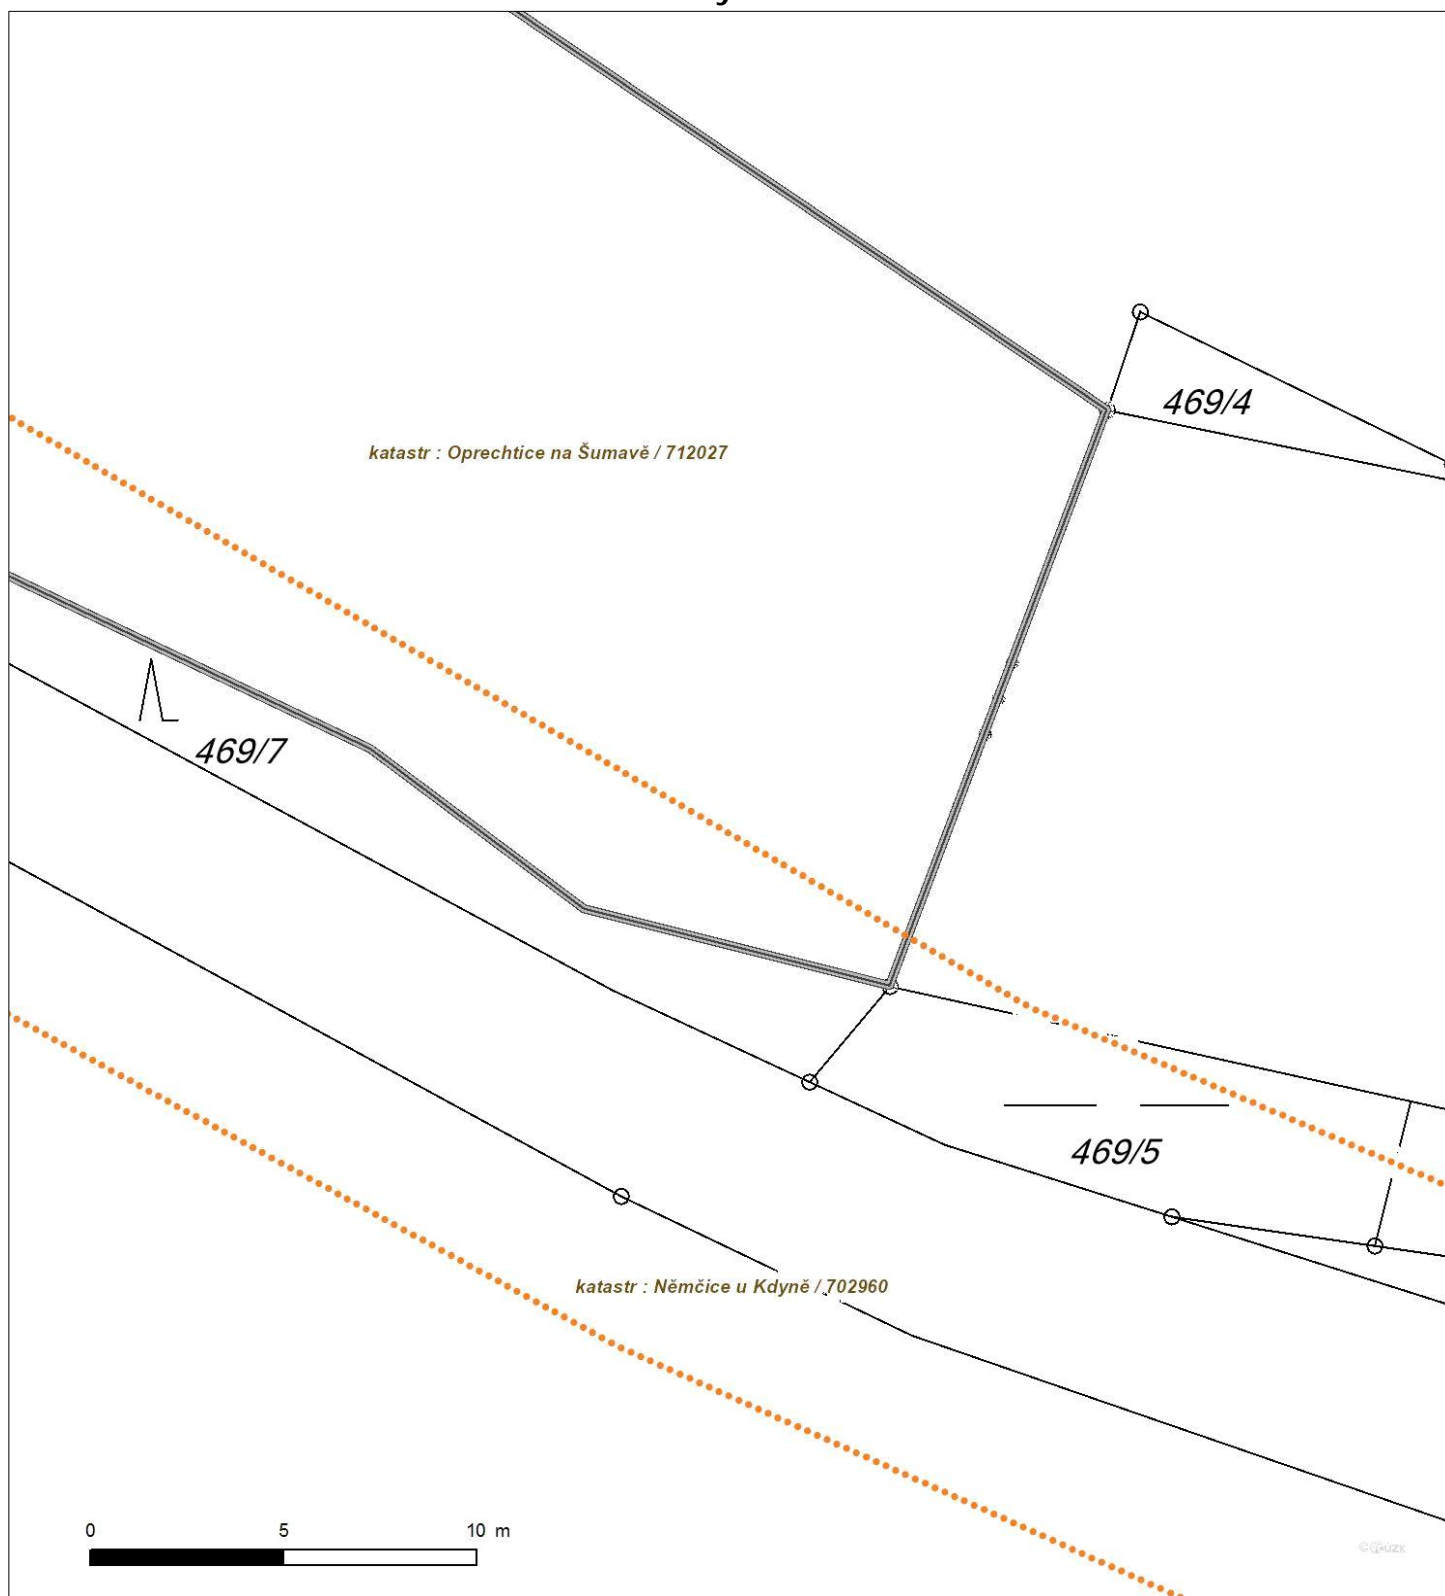 469/4
katastr : Oprechtice na Šumavě / 712027
469/7
469/5
katastr : Němčice u Kdyně / 702960
0 5 10 m